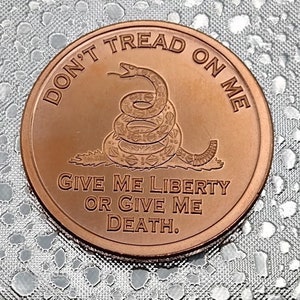 DON'T TREAD ON ME
GIVE ME LIBERTY
OR GIVE ME
DEATH.